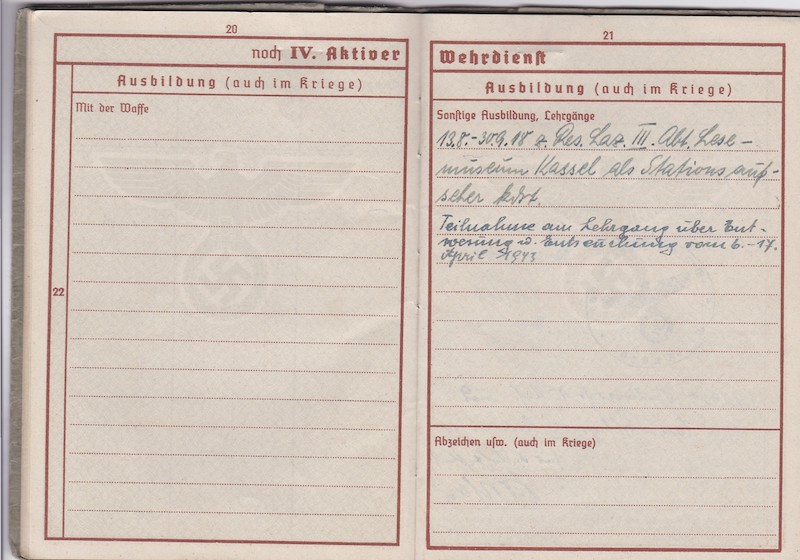 20
noch IV. Aktiver
Ausbildung (auch im Kriege)
Mit der Waffe
22
21
Wehrdienst
Ausbildung (auch im Kriege)
Sonstige Ausbildung, Lehrgänge
13.8.-30.9.18 z. Res. Laz. III. Abt. Lese-
museum Kassel als Stationsauf-
seher kdrt.
Teilnahme am Lehrgang über Ent-
wesung u. Entseuchung vom 6.-17.
April 1943
Abzeichen usw. (auch im Kriege)